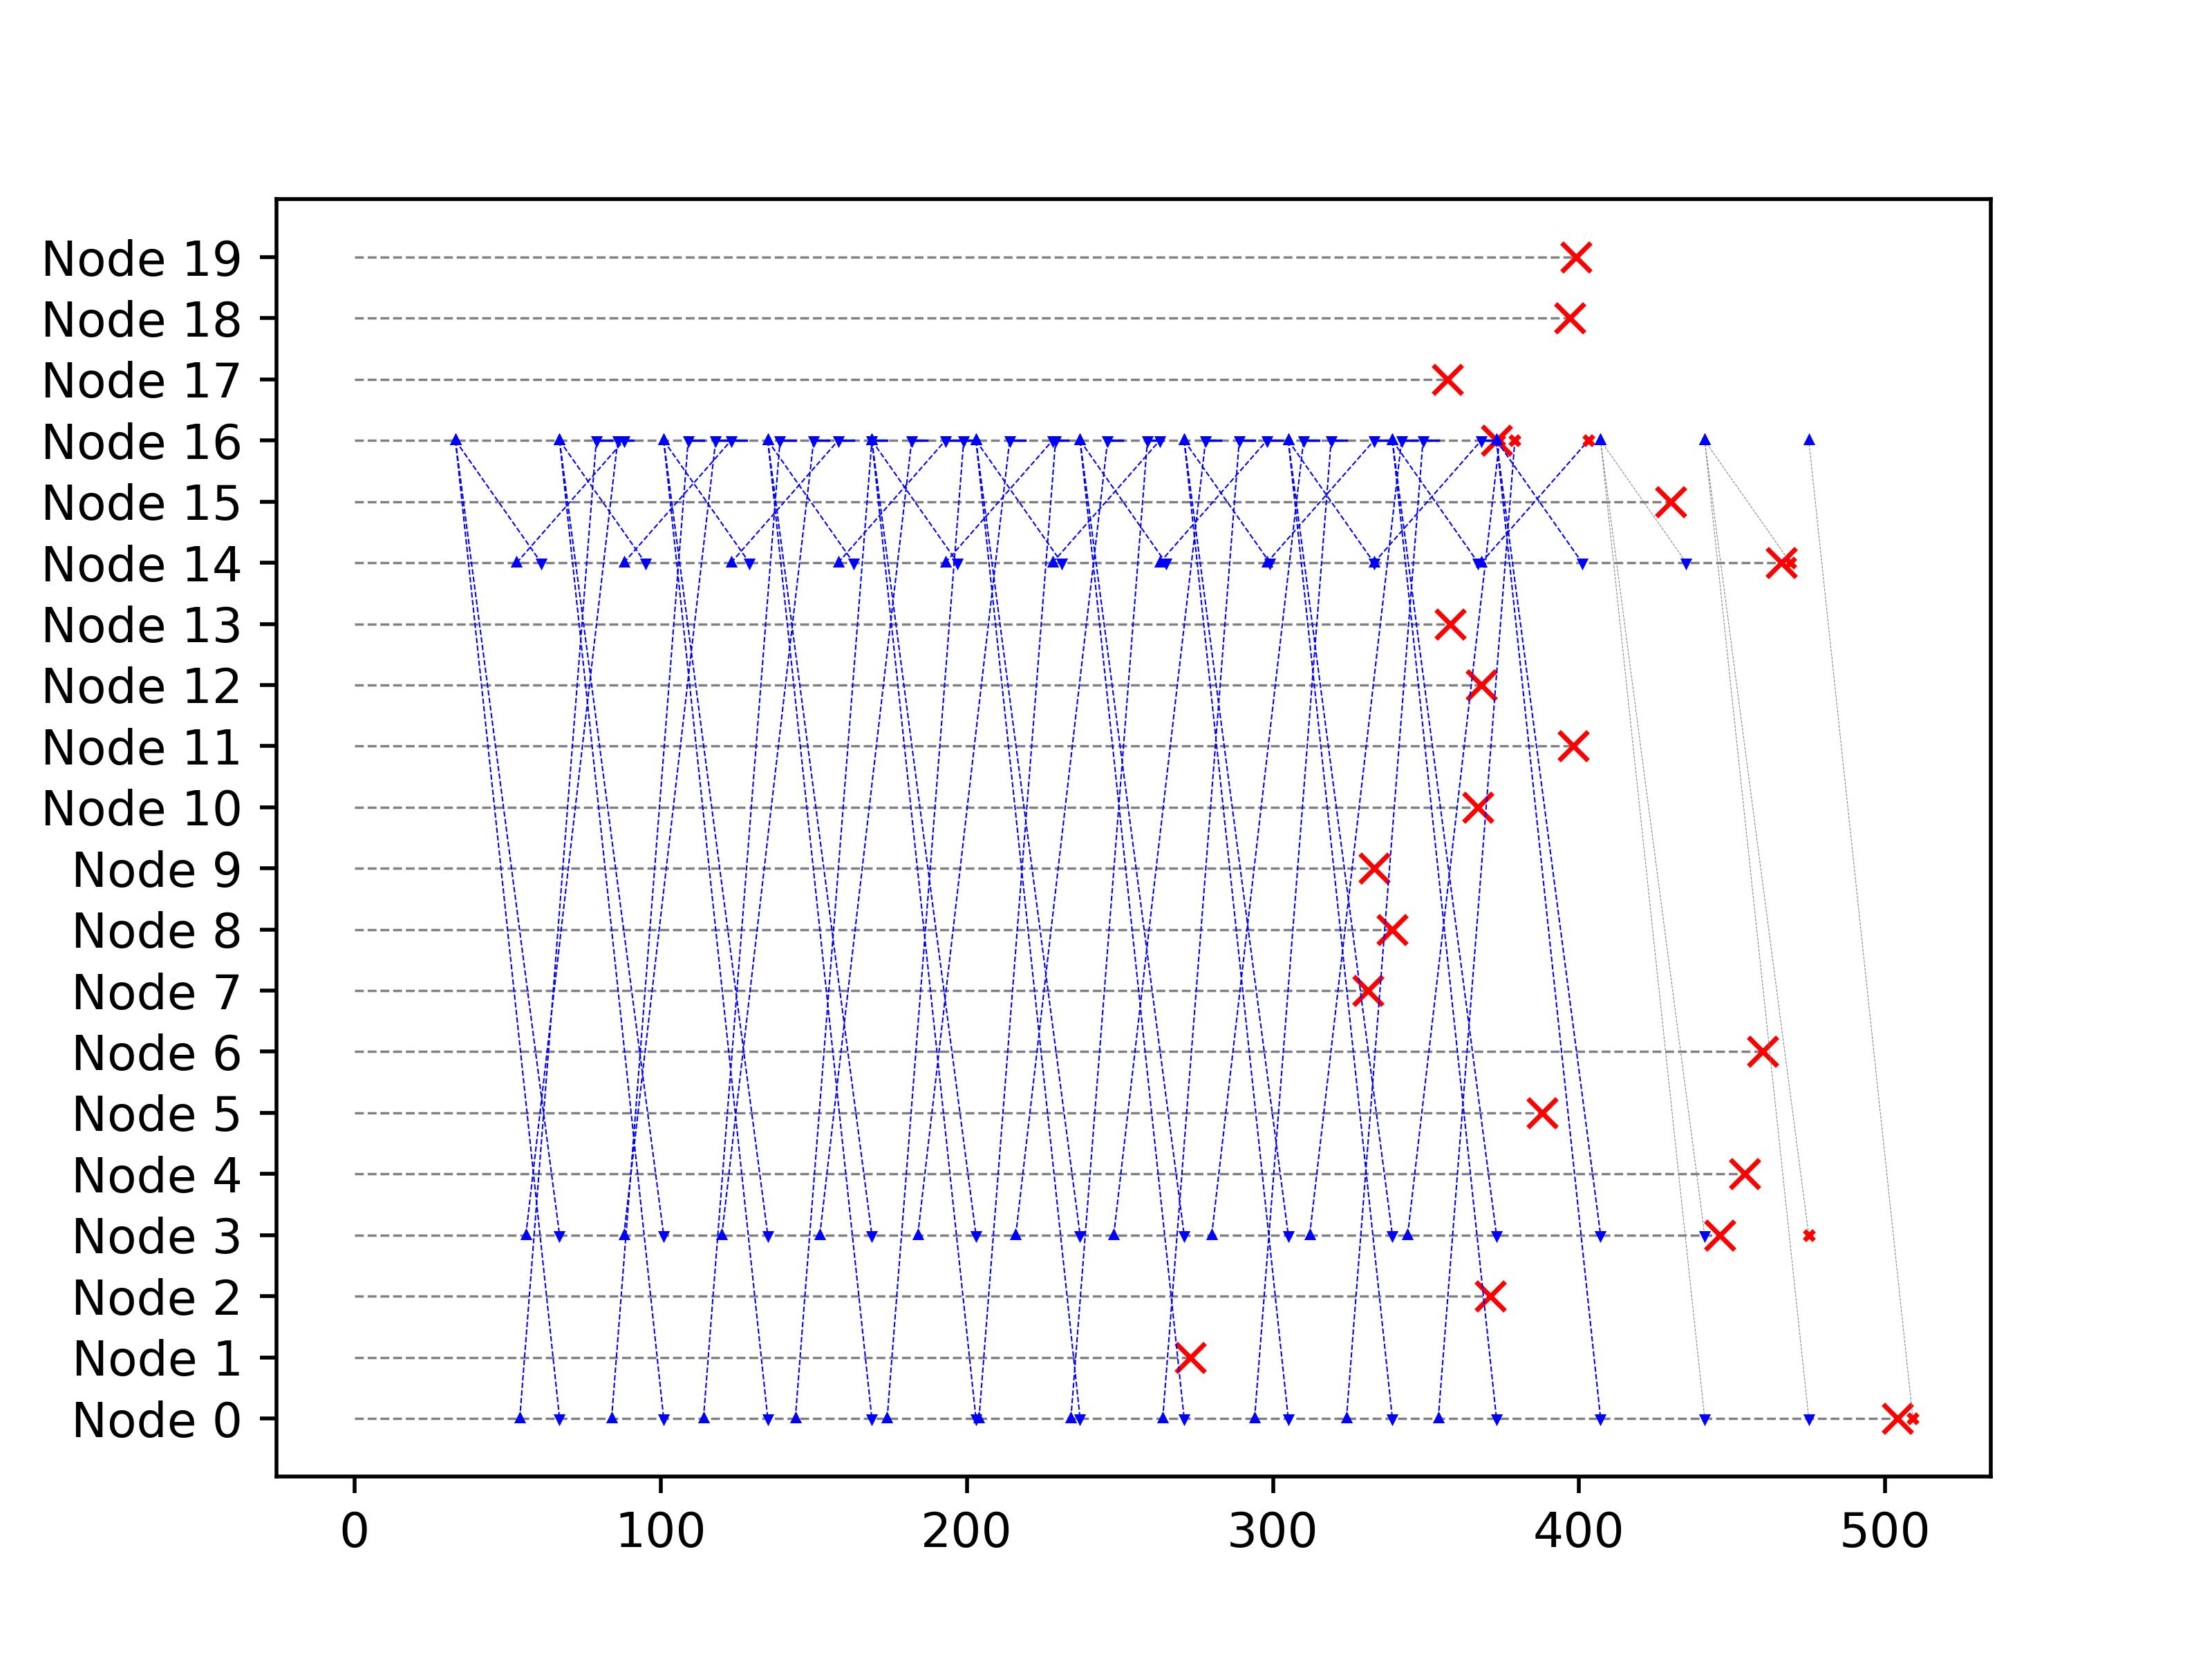 Node 19
Node 18
Node 17
Node 16
Node 15
Node 14
Node 13
Node 12
Node 11
Node 10
Node 9
Node 8
Node 7
Node 6
Node 5
Node 4
Node 3
Node 2
Node 1
Node 0
0 100 200 300 400 500